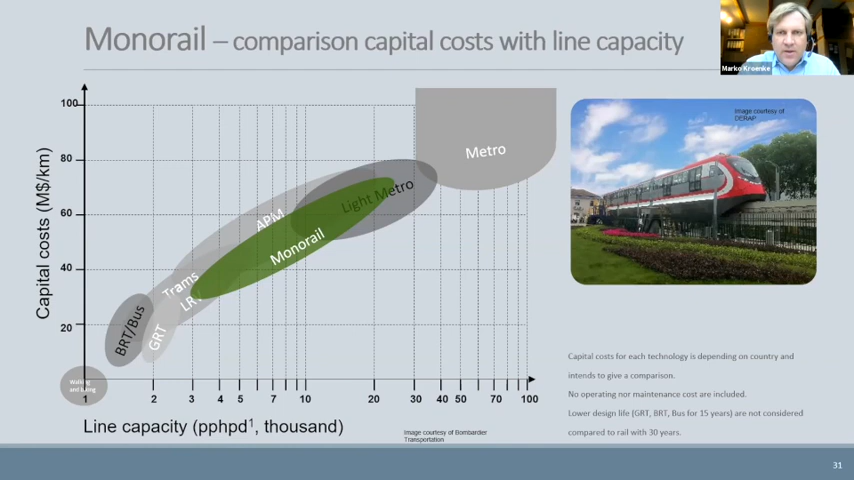 Monorail – comparison capital costs with line capacity
Marko Kroenke
Capital costs (M$/km)
100
80
60
40
20
Metro
Light Metro
APM
Monorail
Trams
LRV
BRT/Bus
GRT
Walking
and biking
1 2 3 4 5 7 10 20 30 40 50 70 100
Line capacity (pphpd¹, thousand)
Image courtesy of Bombardier
Transportation
Image courtesy of
DERAP
Capital costs for each technology is depending on country and
intends to give a comparison.
No operating nor maintenance cost are included.
Lower design life (GRT, BRT, Bus for 15 years) are not considered
compared to rail with 30 years.
31